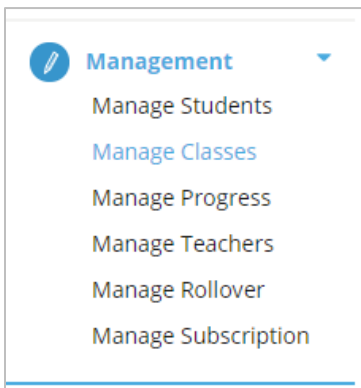 Management
Manage Students
Manage Classes
Manage Progress
Manage Teachers
Manage Rollover
Manage Subscription